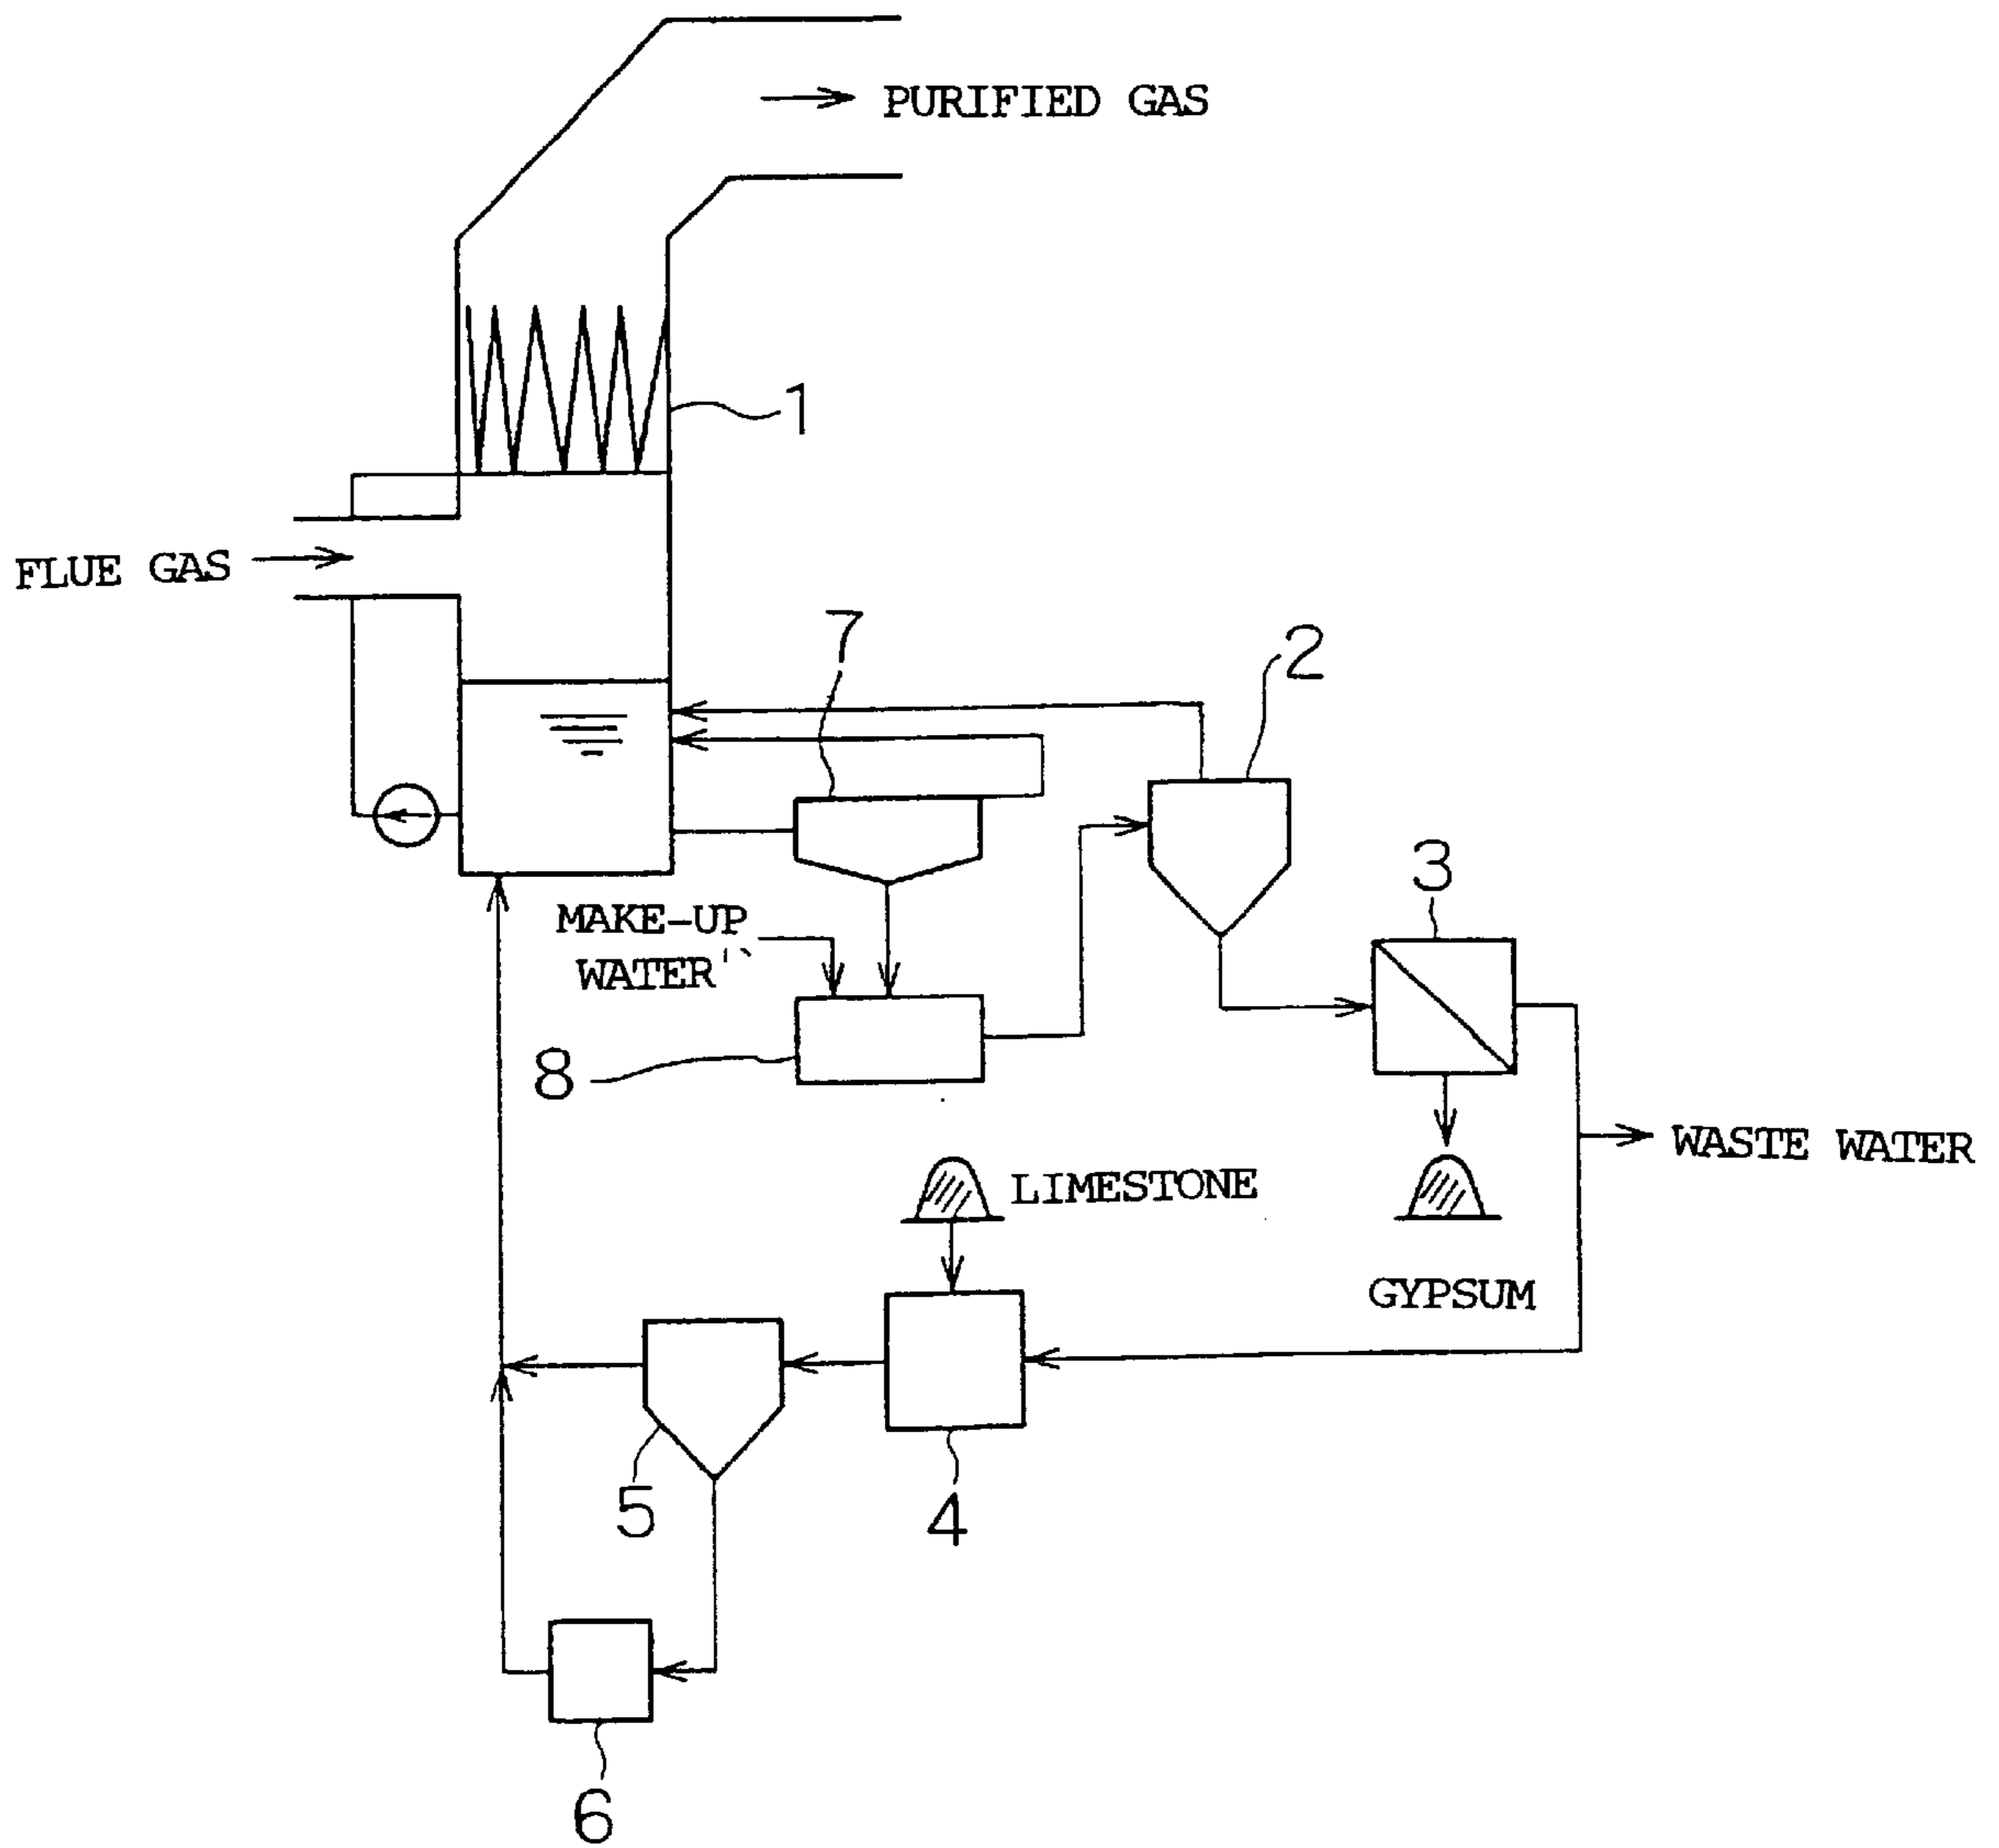 PURIFIED GAS
1
FLUE GAS
7
2
3
MAKE-UP
WATER
8
WASTE WATER
LIMESTONE
GYPSUM
5
4
6